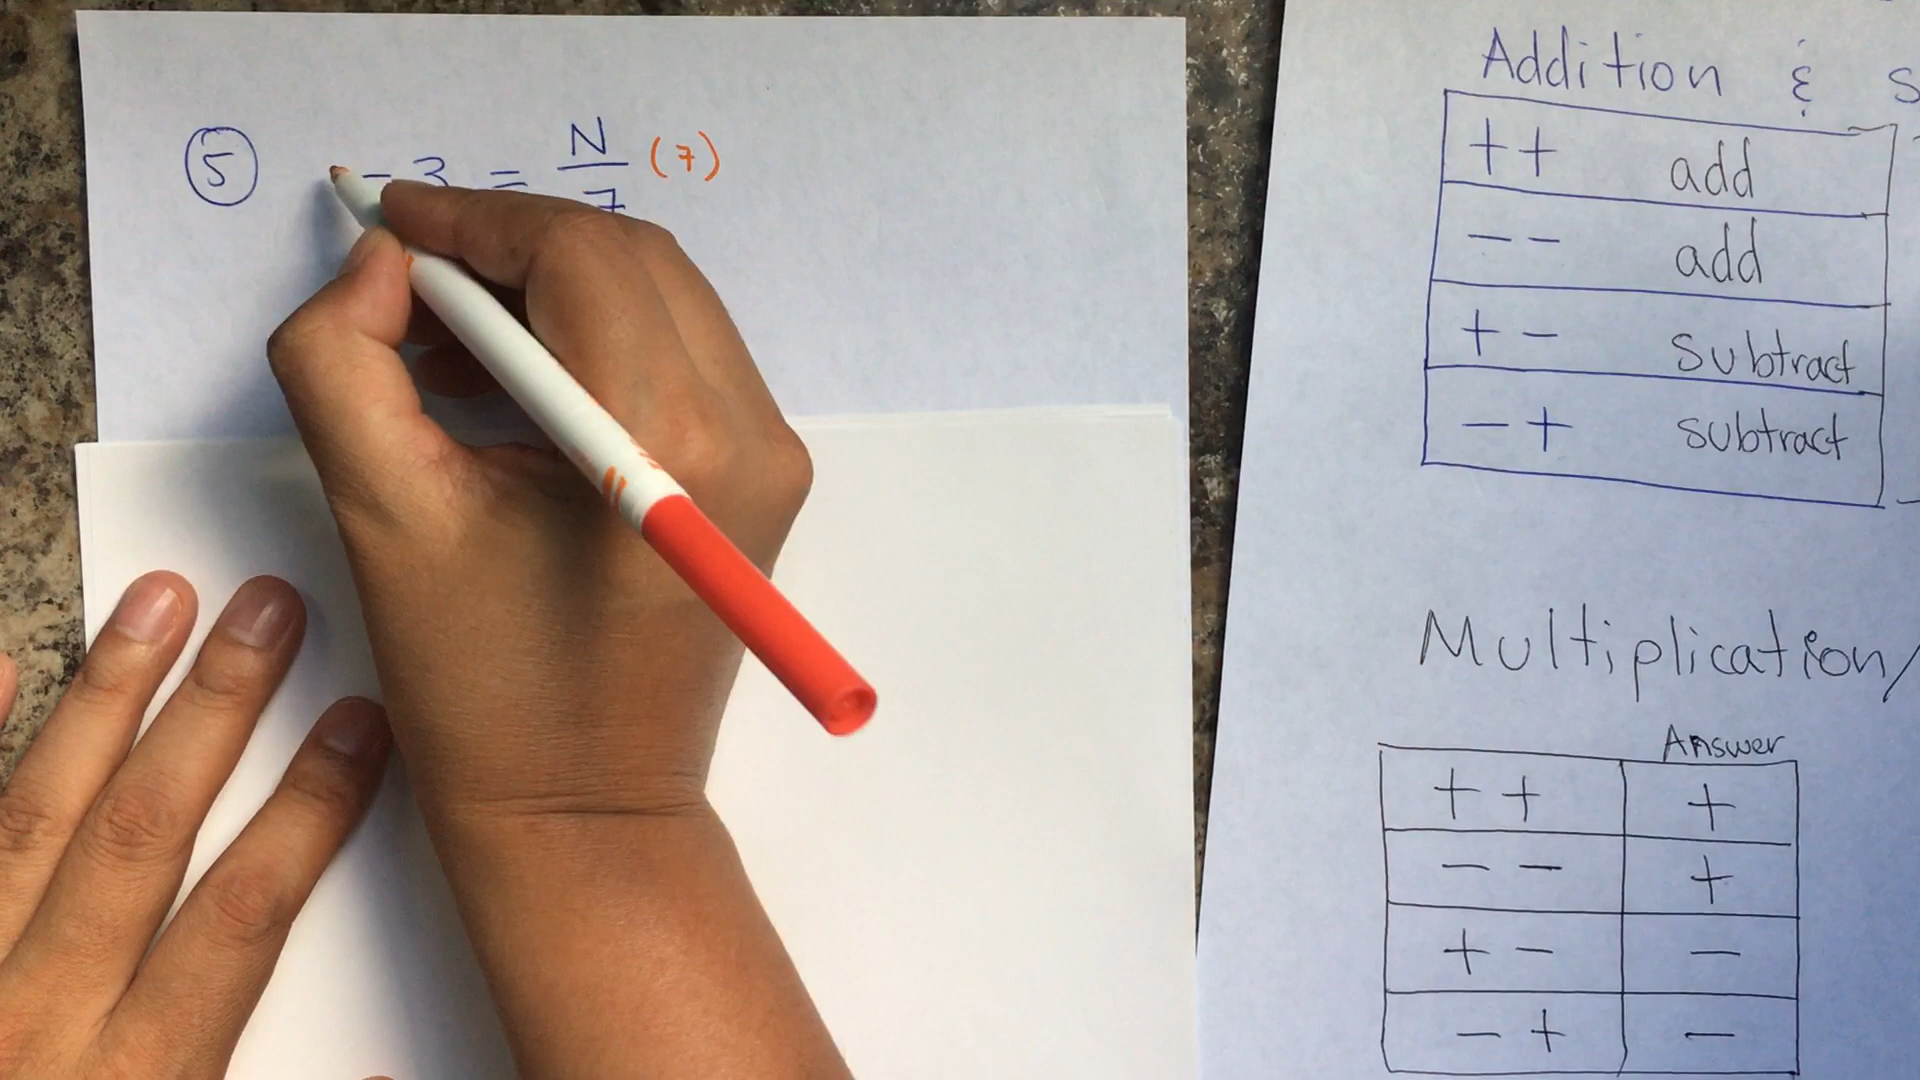 5 -3 = N/7 (7)
Addition &
++ add
-- add
+- subtract
-+ subtract
Multiplication/
Answer
++ +
-- +
+- -
-+ -